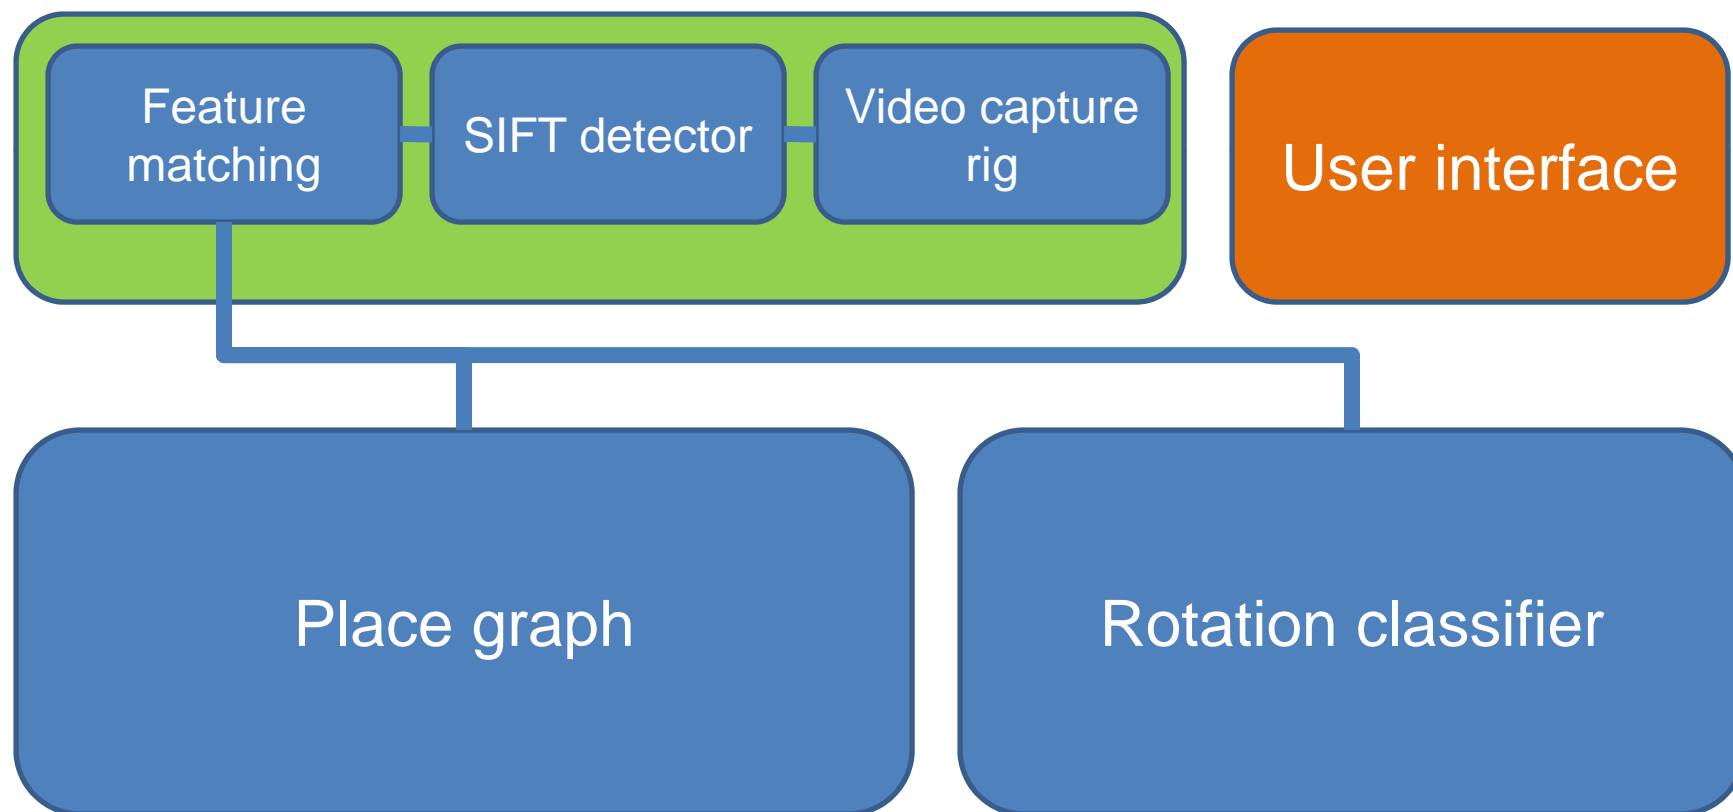 Feature
matching
SIFT detector
Video capture
rig
User interface
Place graph
Rotation classifier